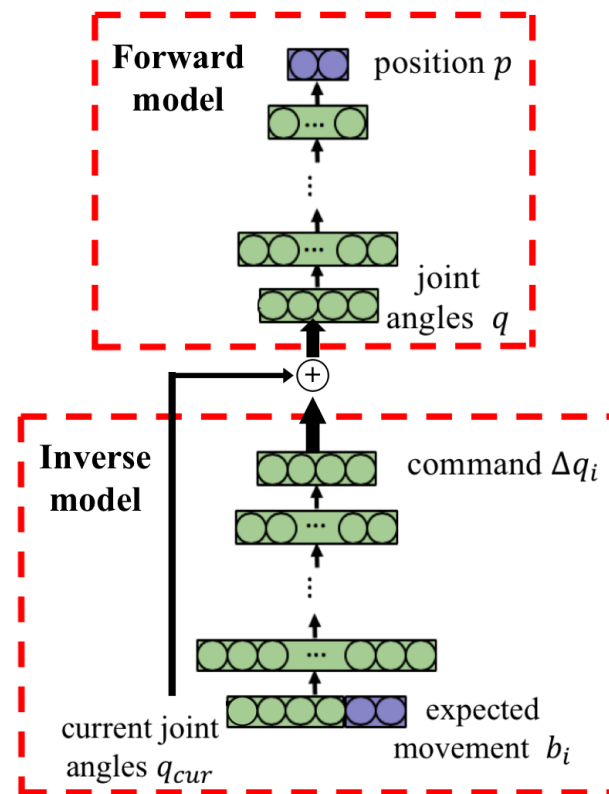 Forward
model
position p
...
⋮
...
joint
angles q
+
Inverse
model
command Δq_i
...
⋮
...
current joint
angles q_cur
expected
movement b_i